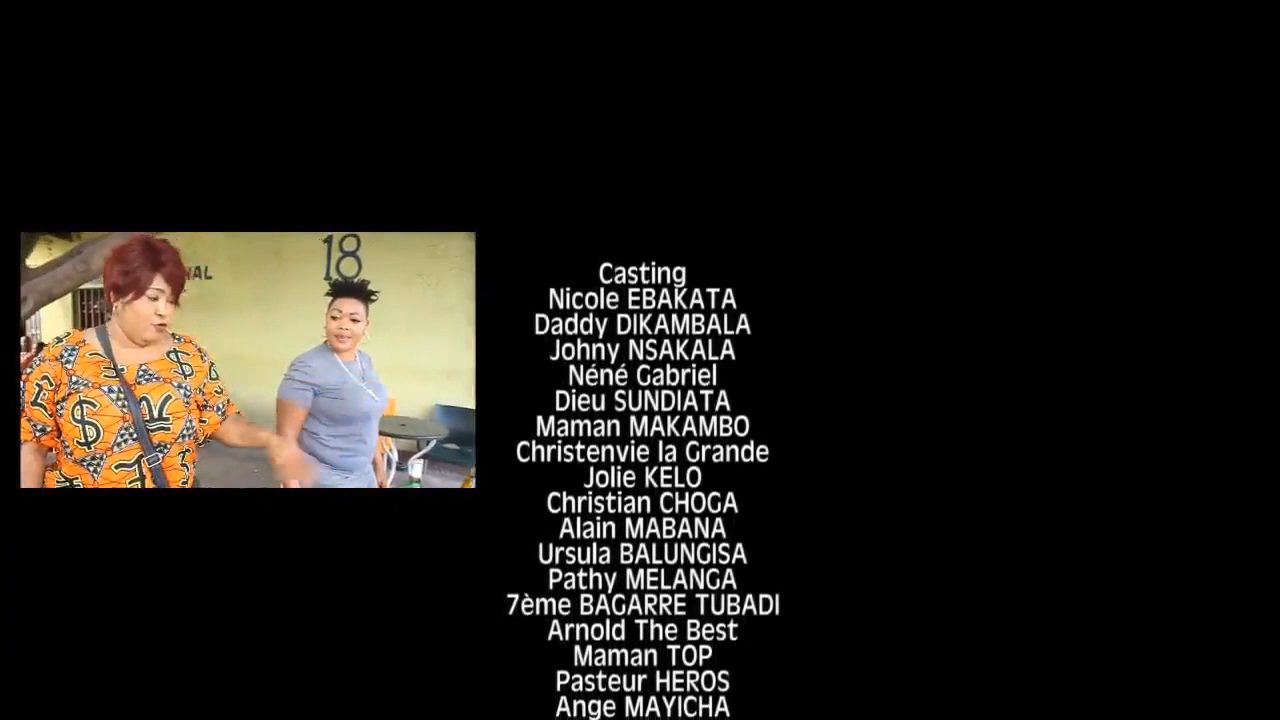 NAL
18
Casting
Nicole EBAKATA
Daddy DIKAMBALA
Johny NSAKALA
Néné Gabriel
Dieu SUNDIATA
Maman MAKAMBO
Christenvie la Grande
Jolie KELO
Christian CHOGA
Alain MABANA
Ursula BALUNGISA
Pathy MELANGA
7ème BAGARRE TUBADI
Arnold The Best
Maman TOP
Pasteur HEROS
Ange MAYICHA